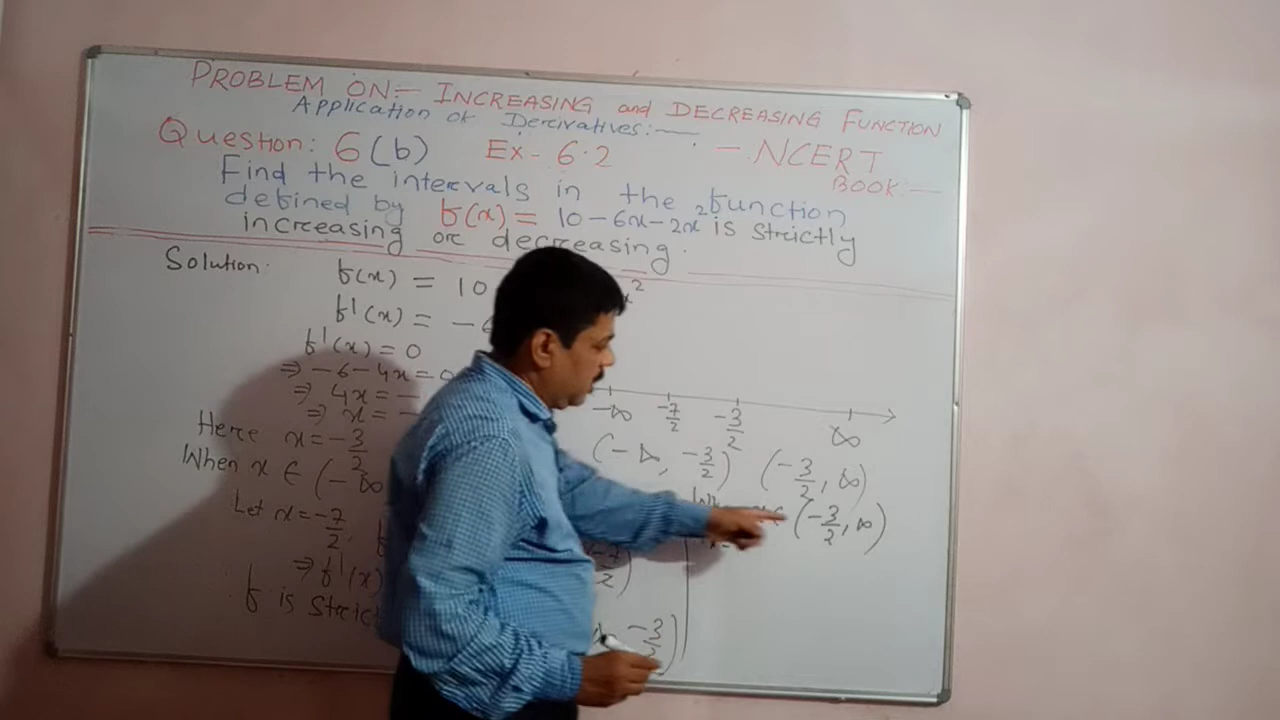 PROBLEM ON:— INCREASING and DECREASING FUNCTION
Application of Derivatives:—
Question: 6(b) Ex- 6.2 — NCERT BOOK:—
Find the intervals in the function
defined by f(x) = 10-6x-2x² is strictly
increasing or decreasing.
Solution:
f(x) = 10
f'(x) = -6
f'(x) = 0
⇒ -6-4x=0
⇒ 4x = -
⇒ x = -
Here x = -3/2
When x ∈ (-∞
Let x = -7/2
⇒ f'(x)
f is Strict
-∞ -7/2 -3/2 ∞
(-∞, -3/2) (-3/2, ∞)
(-3/2, ∞)
-3